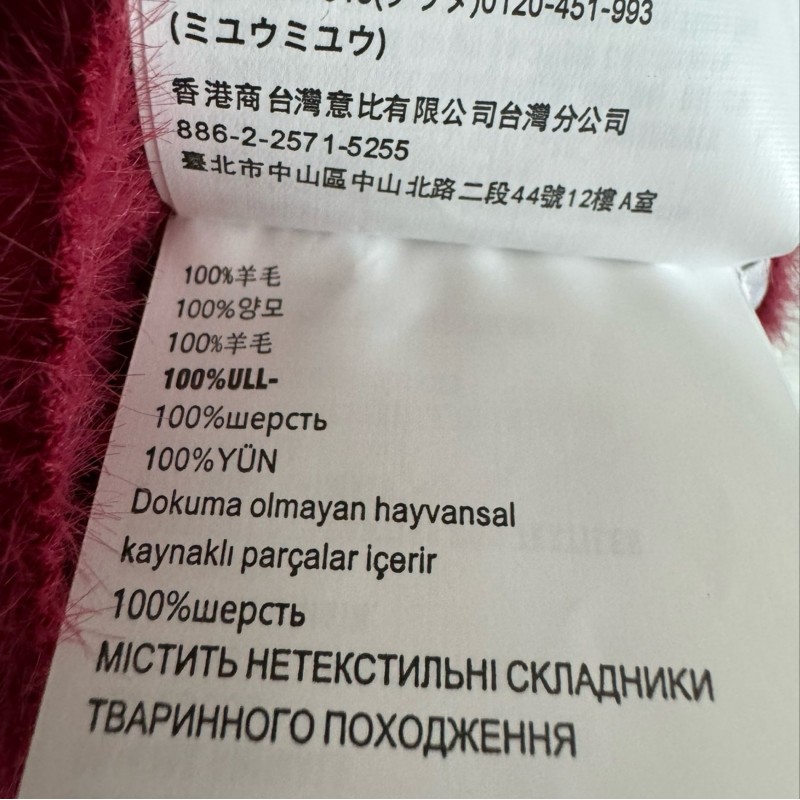 0120-451-993
(ミユウミユウ)
香港商台灣意比有限公司台灣分公司
886-2-2571-5255
臺北市中山區中山北路二段44號12樓A室
100%羊毛
100%양모
100%羊毛
100%ULL-
100%шерсть
100%YÜN
Dokuma olmayan hayvansal
kaynaklı parçalar içerir
100%шерсть
МІСТИТЬ НЕТЕКСТИЛЬНІ СКЛАДНИКИ
ТВАРИННОГО ПОХОДЖЕННЯ